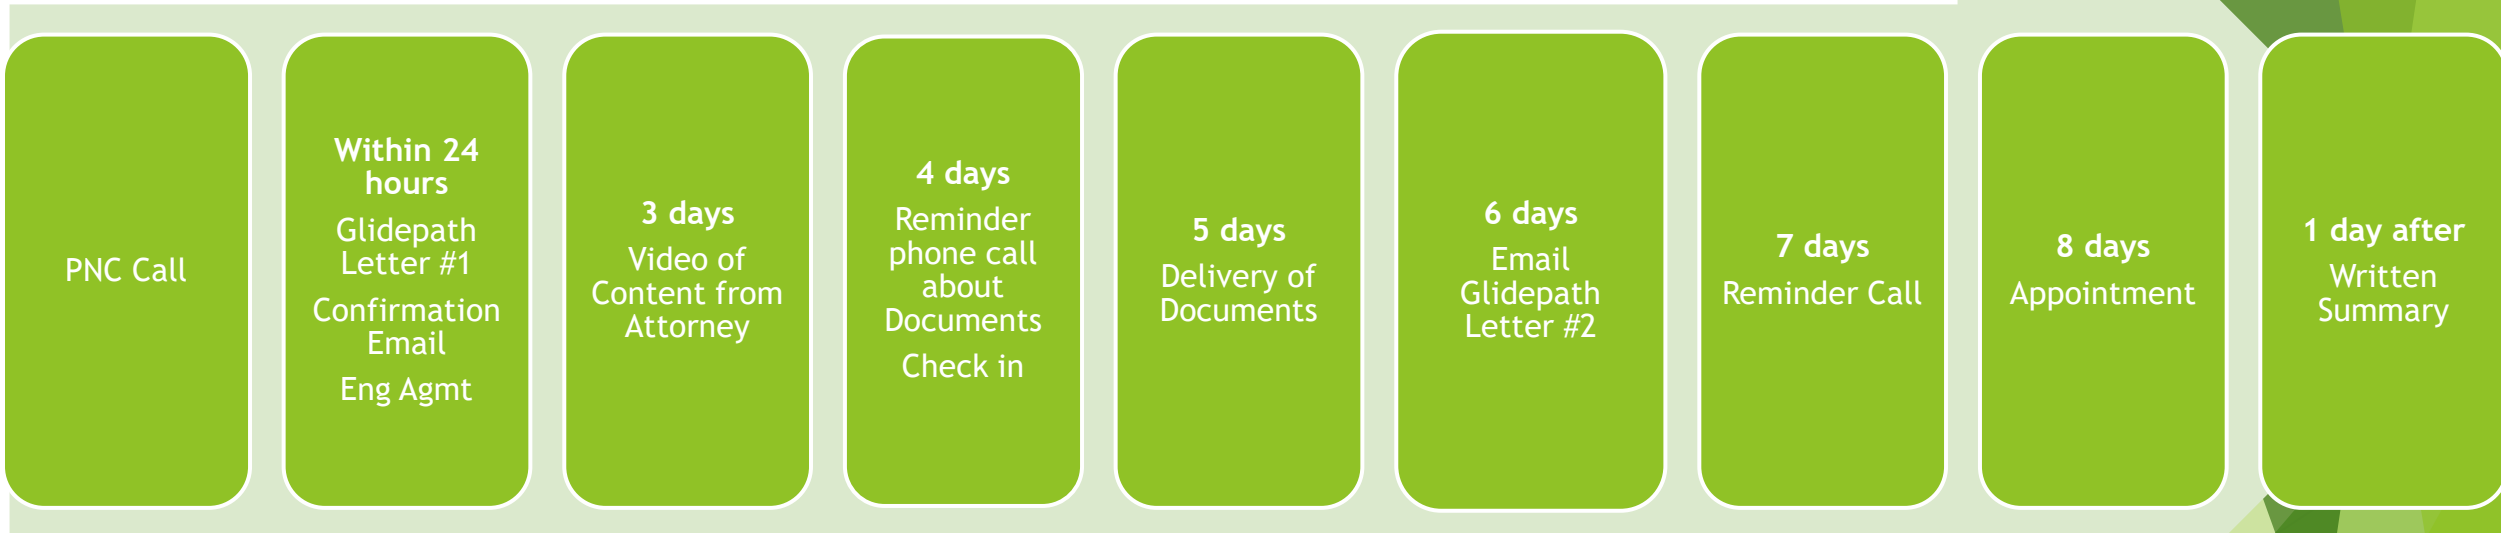 PNC Call
Within 24
hours
Glidepath
Letter #1
Confirmation
Email
Eng Agmt
3 days
Video of
Content from
Attorney
4 days
Reminder
phone call
about
Documents
Check in
5 days
Delivery of
Documents
6 days
Email
Glidepath
Letter #2
7 days
Reminder Call
8 days
Appointment
1 day after
Written
Summary